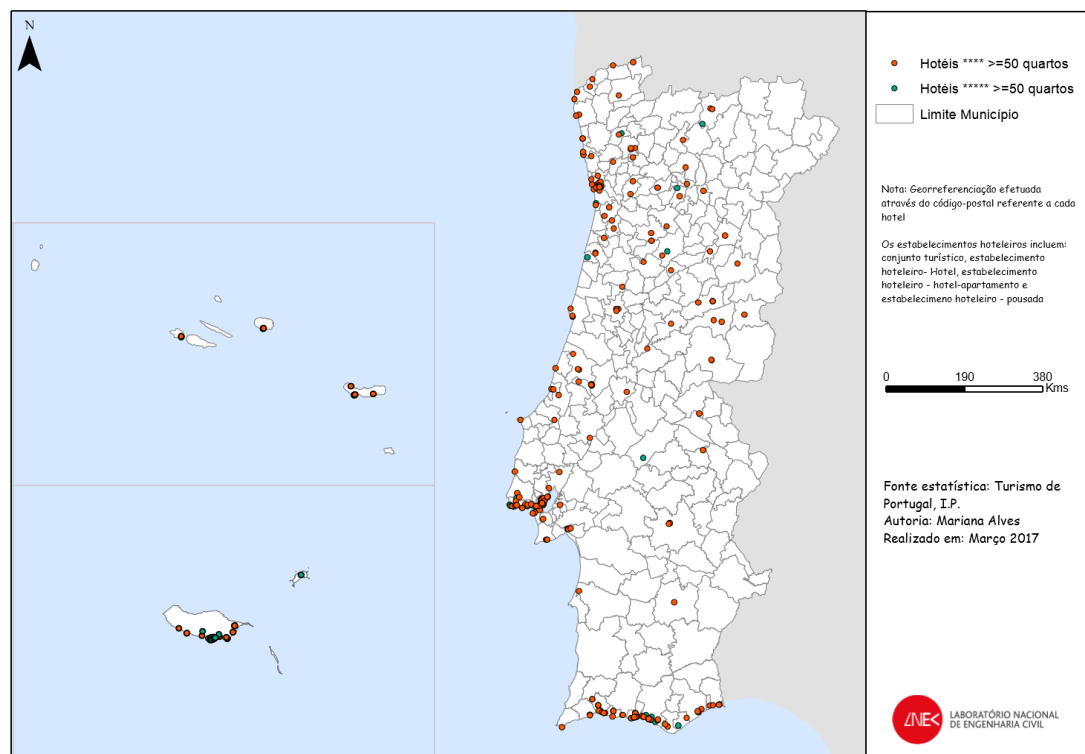 N
Hotéis **** >=50 quartos
Hotéis ***** >=50 quartos
Limite Município
Nota: Georreferenciação efetuada
através do código-postal referente a cada
hotel
Os estabelecimentos hoteleiros incluem:
conjunto turístico, estabelecimento
hoteleiro- Hotel, estabelecimento
hoteleiro - hotel-apartamento e
estabelecimeno hoteleiro - pousada
0 190 380
Kms
Fonte estatística: Turismo de
Portugal, I.P.
Autoria: Mariana Alves
Realizado em: Março 2017
LNEC
LABORATÓRIO NACIONAL
DE ENGENHARIA CIVIL